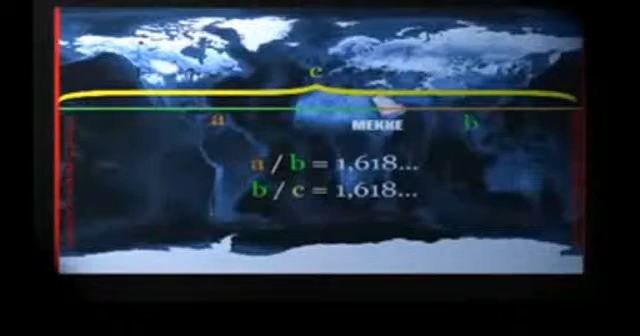 c
a
MEKKE
b
a / b = 1,618...
b / c = 1,618...